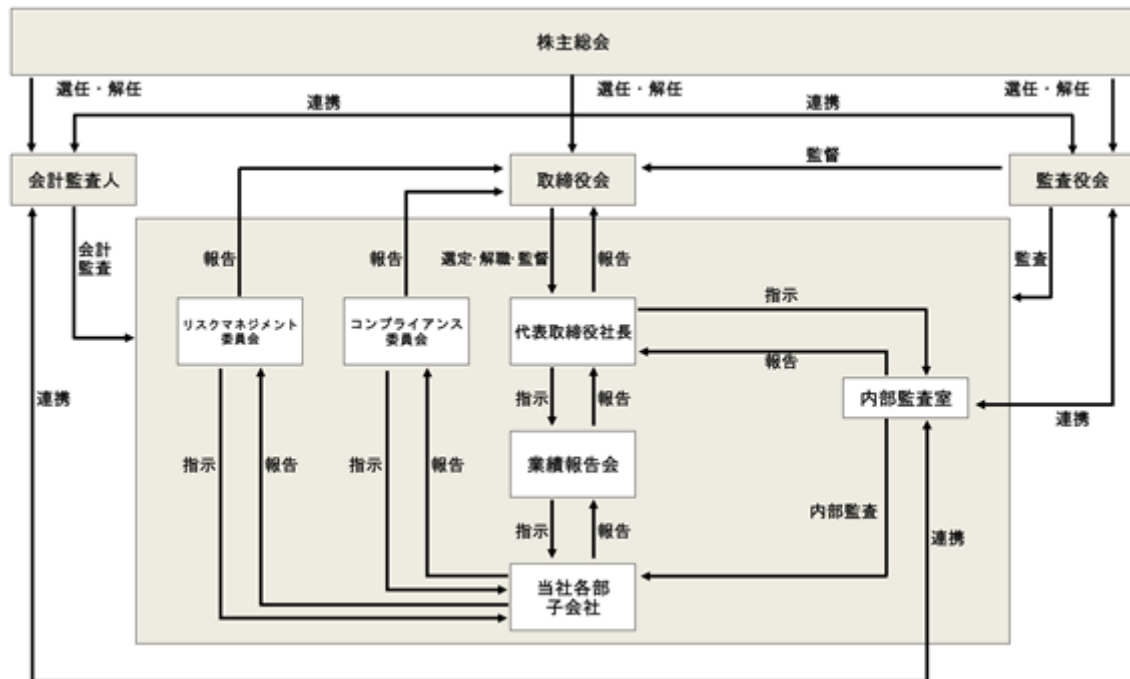 株主総会
選任・解任
選任・解任
選任・解任
連携
連携
会計監査人
取締役会
監督
監査役会
会計
監査
報告
報告
選定・解職・監督
報告
監査
指示
リスクマネジメント
委員会
コンプライアンス
委員会
代表取締役社長
報告
内部監査室
連携
指示
報告
連携
指示
報告
指示
報告
業績報告会
内部監査
指示
報告
連携
当社各部
子会社